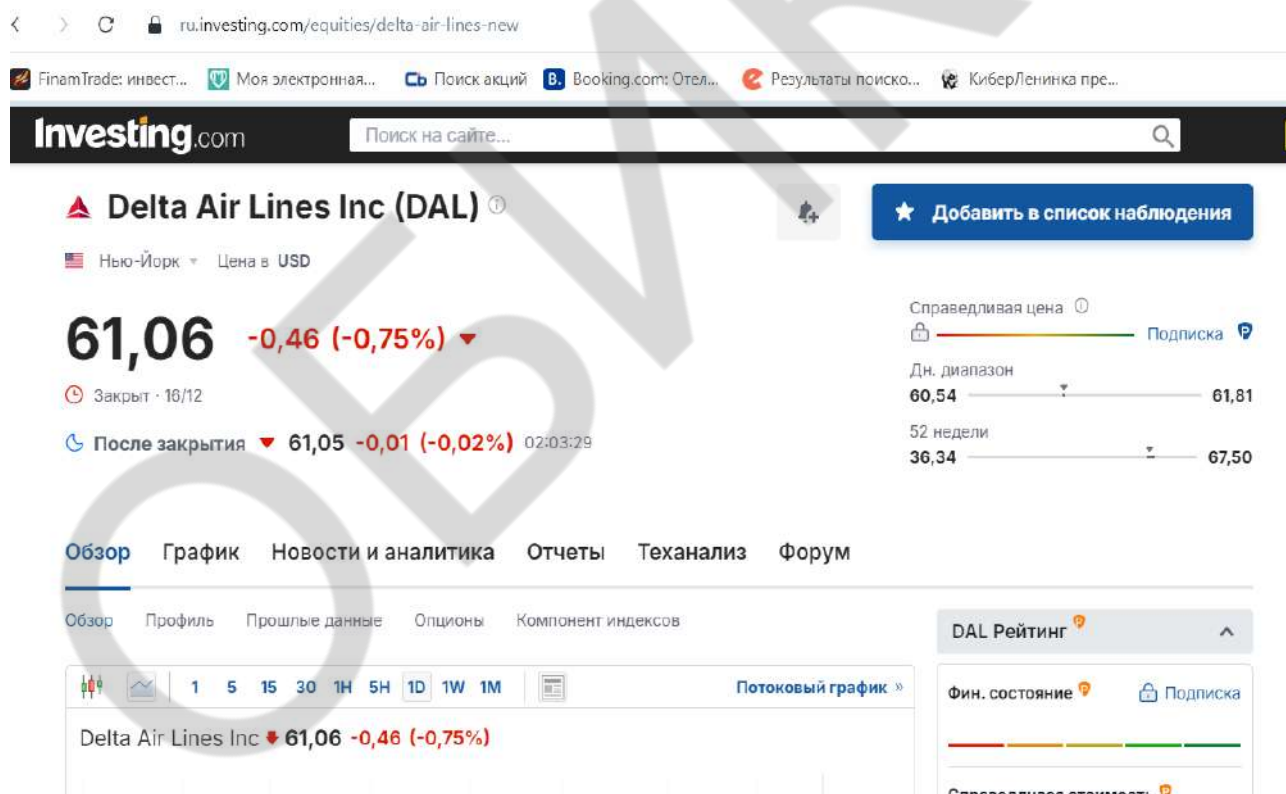 ru.investing.com/equities/delta-air-lines-new
FinamTrade: инвест... Моя электронная... Сь Поиск акций B. Booking.com: Отел... Результаты поиско... КиберЛенинка пре...
Investing.com Поиск на сайте...
Delta Air Lines Inc (DAL)
Добавить в список наблюдения
Нью-Йорк Цена в USD
61,06 -0,46 (-0,75%)
Закрыт · 16/12
После закрытия 61,05 -0,01 (-0,02%) 02:03:29
Справедливая цена
Подписка
Дн. диапазон
60,54 61,81
52 недели
36,34 67,50
Обзор График Новости и аналитика Отчеты Теханализ Форум
Обзор Профиль Прошлые данные Опционы Компонент индексов
1 5 15 30 1H 5H 1D 1W 1M Потоковый график »
Delta Air Lines Inc 61,06 -0,46 (-0,75%)
DAL Рейтинг
Фин. состояние Подписка
Справедливая стоимость
ОБИК